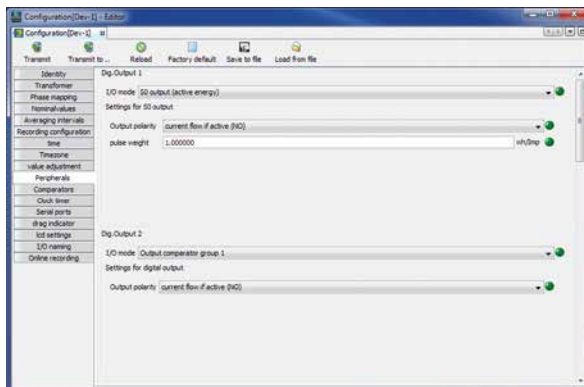 Configuration[Dev-1] - Editor
Configuration[Dev-1]
Transmit Transmit to ... Reload Factory default Save to file Load from file
Identity
Transformer
Phase mapping
Nominalvalues
Averaging intervals
Recording configuration
time
Timezone
value adjustment
Peripherals
Comparators
Clock timer
Serial ports
drag indicator
lcd settings
I/O naming
Online recording
Dig.Output 1
I/O mode S0 output (active energy)
Settings for S0 output
Output polarity current flow if active (NO)
pulse weight 1.000000 Wh/Imp
Dig.Output 2
I/O mode Output comparator group 1
Settings for digital output
Output polarity current flow if active (NO)